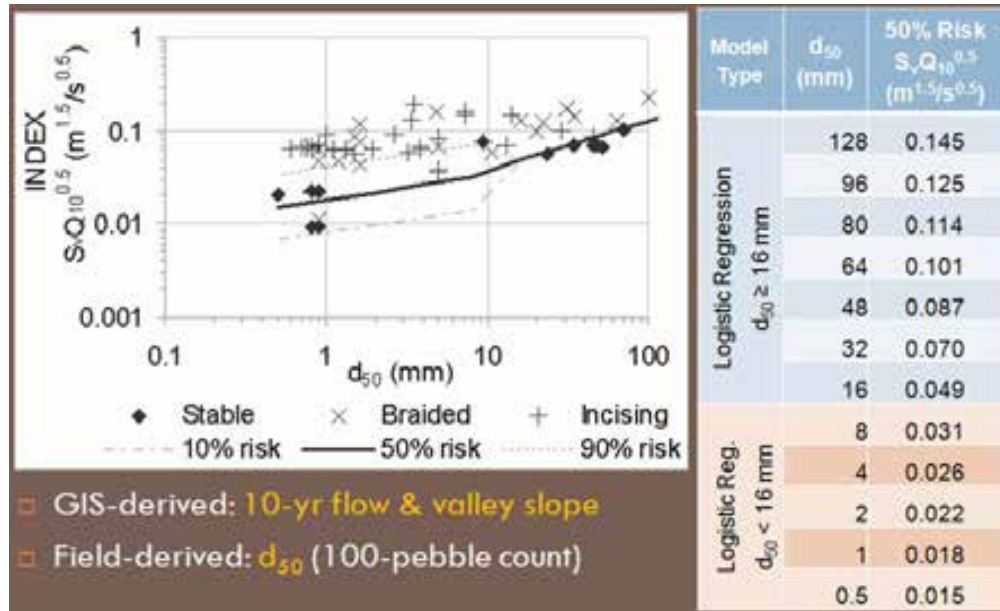 INDEX
SᵥQ₁₀^0.5 (m^1.5/s^0.5)
1
0.1
0.01
0.001
0.1
1
10
100
d₅₀ (mm)
Stable
Braided
Incising
10% risk
50% risk
90% risk
GIS-derived: 10-yr flow & valley slope
Field-derived: d₅₀ (100-pebble count)
Model Type
d₅₀ (mm)
50% Risk
SᵥQ₁₀^0.5
(m^1.5/s^0.5)
Logistic Regression
d₅₀ ≥ 16 mm
128 0.145
96 0.125
80 0.114
64 0.101
48 0.087
32 0.070
16 0.049
Logistic Reg.
d₅₀ < 16 mm
8 0.031
4 0.026
2 0.022
1 0.018
0.5 0.015